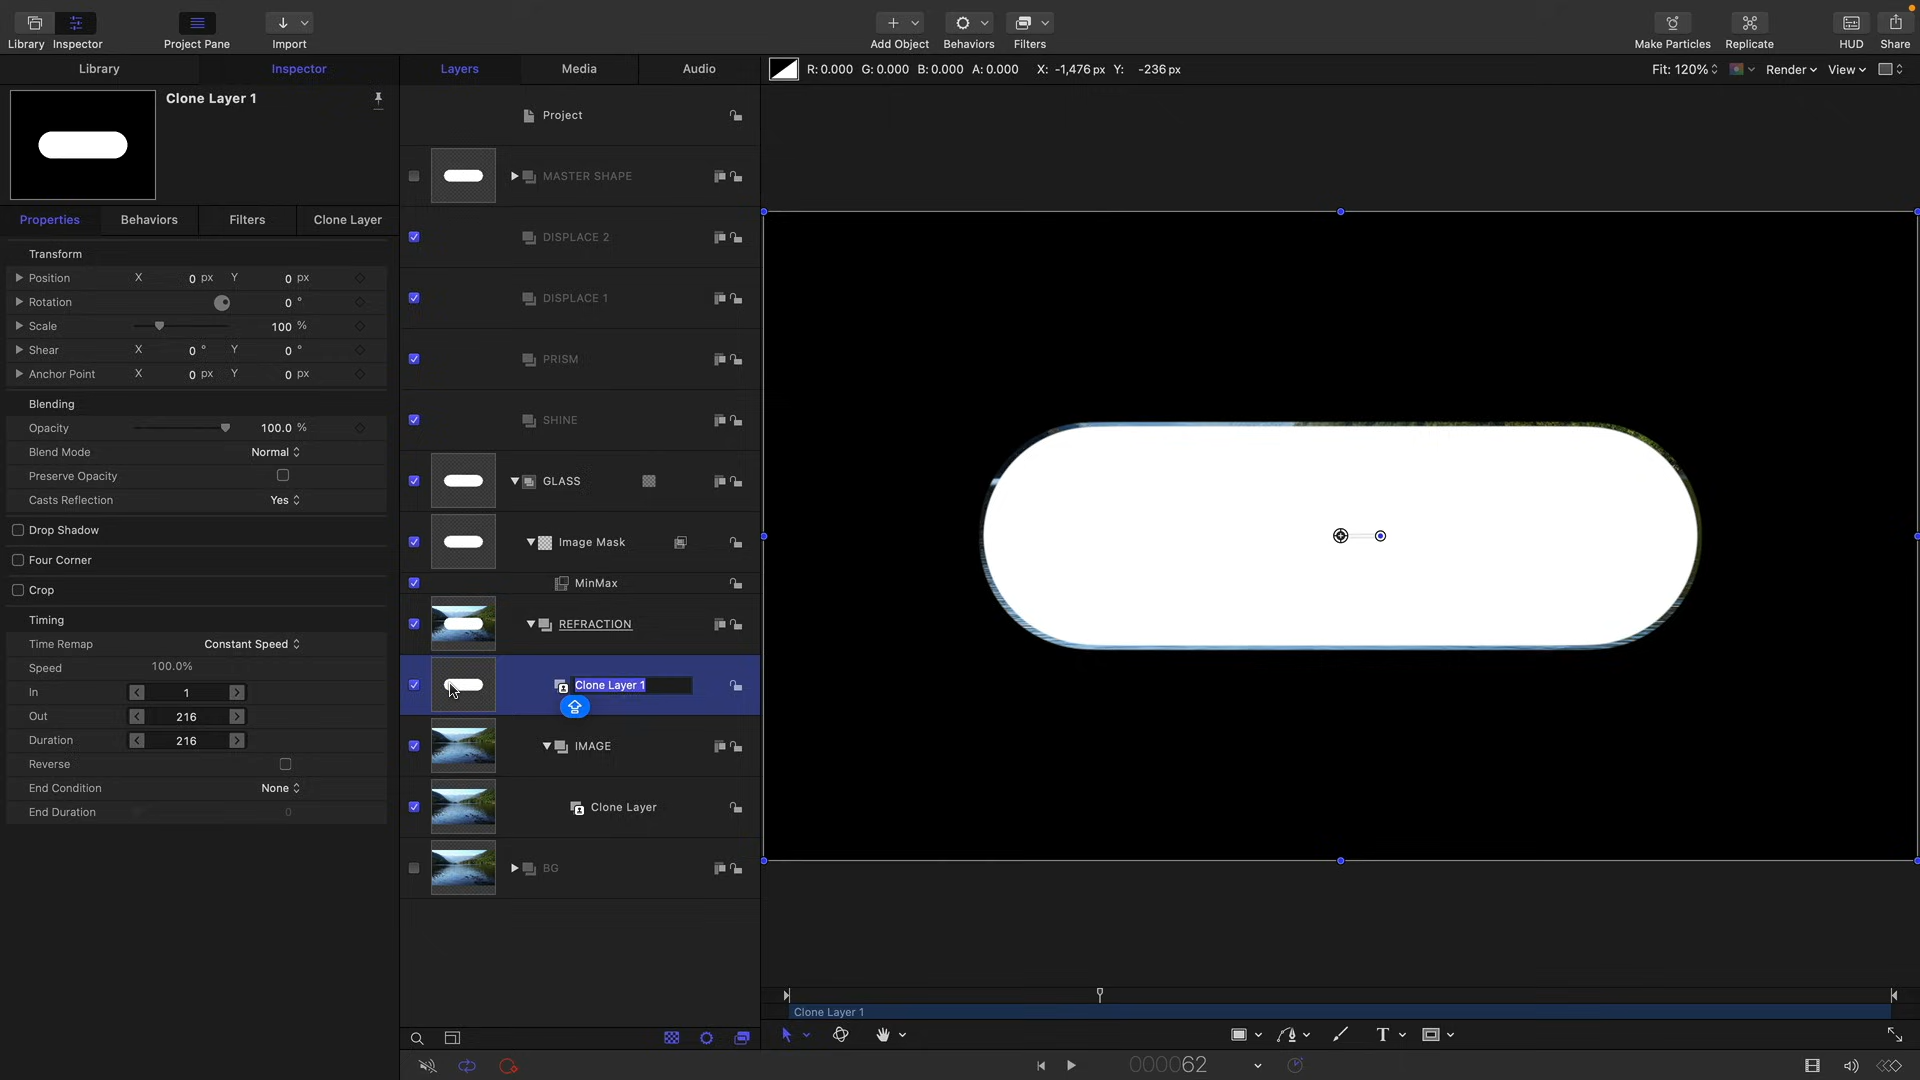 Library
Inspector
Project Pane
Import
Add Object
Behaviors
Filters
Make Particles
Replicate
HUD
Share
Library
Inspector
Layers
Media
Audio
R: 0.000 G: 0.000 B: 0.000 A: 0.000 X: -1,476 px Y: -236 px
Fit: 120%
Render
View
Clone Layer 1
Properties
Behaviors
Filters
Clone Layer
Transform
Position X 0 px Y 0 px
Rotation 0 °
Scale 100 %
Shear X 0 ° Y 0 °
Anchor Point X 0 px Y 0 px
Blending
Opacity 100.0 %
Blend Mode Normal
Preserve Opacity
Casts Reflection Yes
Drop Shadow
Four Corner
Crop
Timing
Time Remap Constant Speed
Speed 100.0%
In 1
Out 216
Duration 216
Reverse
End Condition None
End Duration 0
Project
MASTER SHAPE
DISPLACE 2
DISPLACE 1
PRISM
SHINE
GLASS
Image Mask
MinMax
REFRACTION
Clone Layer 1
IMAGE
Clone Layer
BG
Clone Layer 1
T
000062